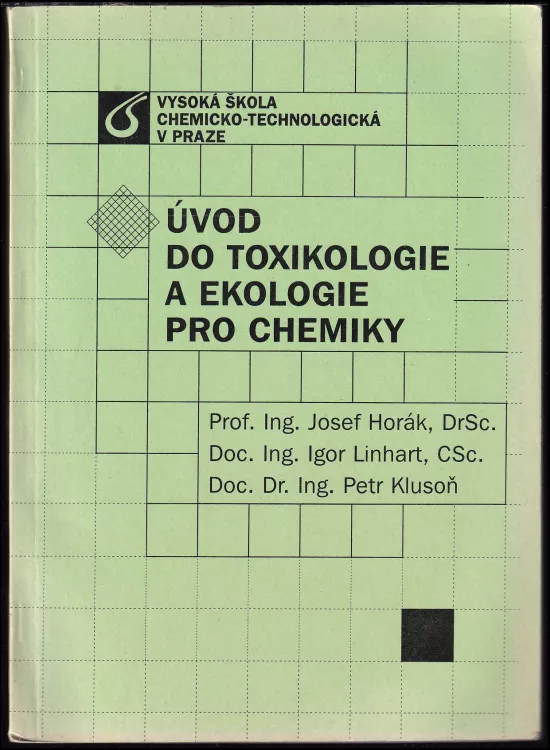 VYSOKÁ ŠKOLA
CHEMICKO-TECHNOLOGICKÁ
V PRAZE
ÚVOD
DO TOXIKOLOGIE
A EKOLOGIE
PRO CHEMIKY
Prof. Ing. Josef Horák, DrSc.
Doc. Ing. Igor Linhart, CSc.
Doc. Dr. Ing. Petr Klusoň